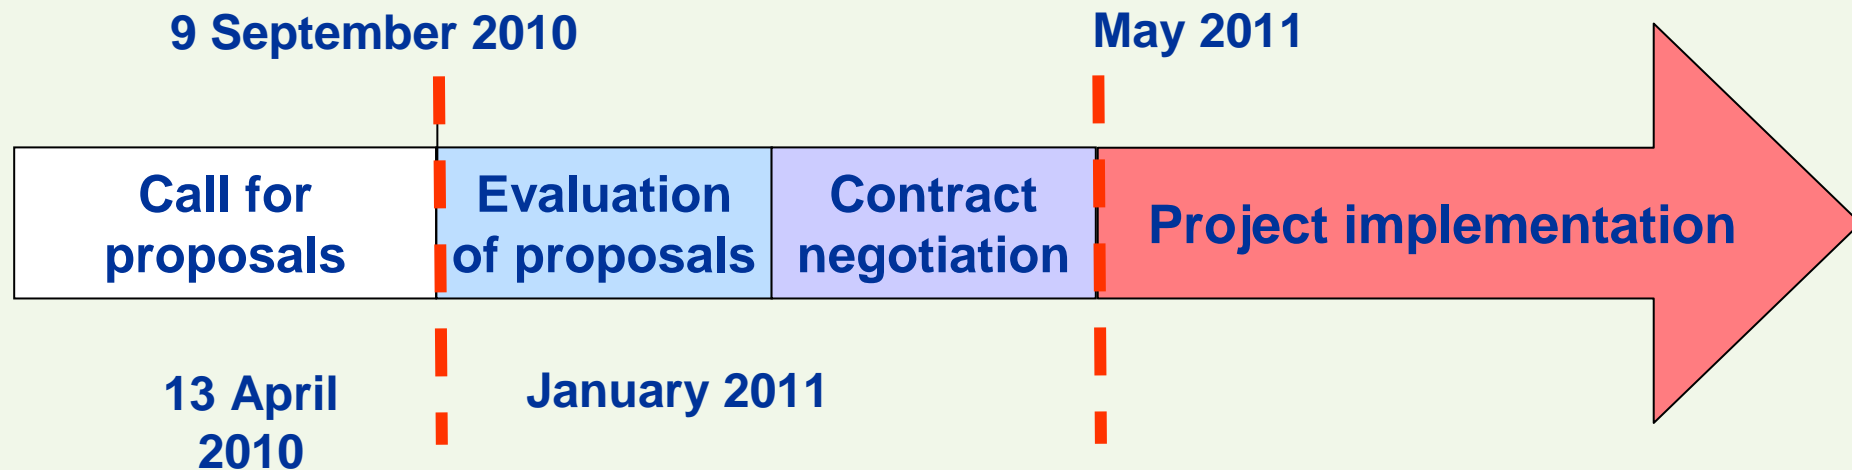 9 September 2010
May 2011
Call for
proposals
Evaluation
of proposals
Contract
negotiation
Project implementation
13 April
2010
January 2011